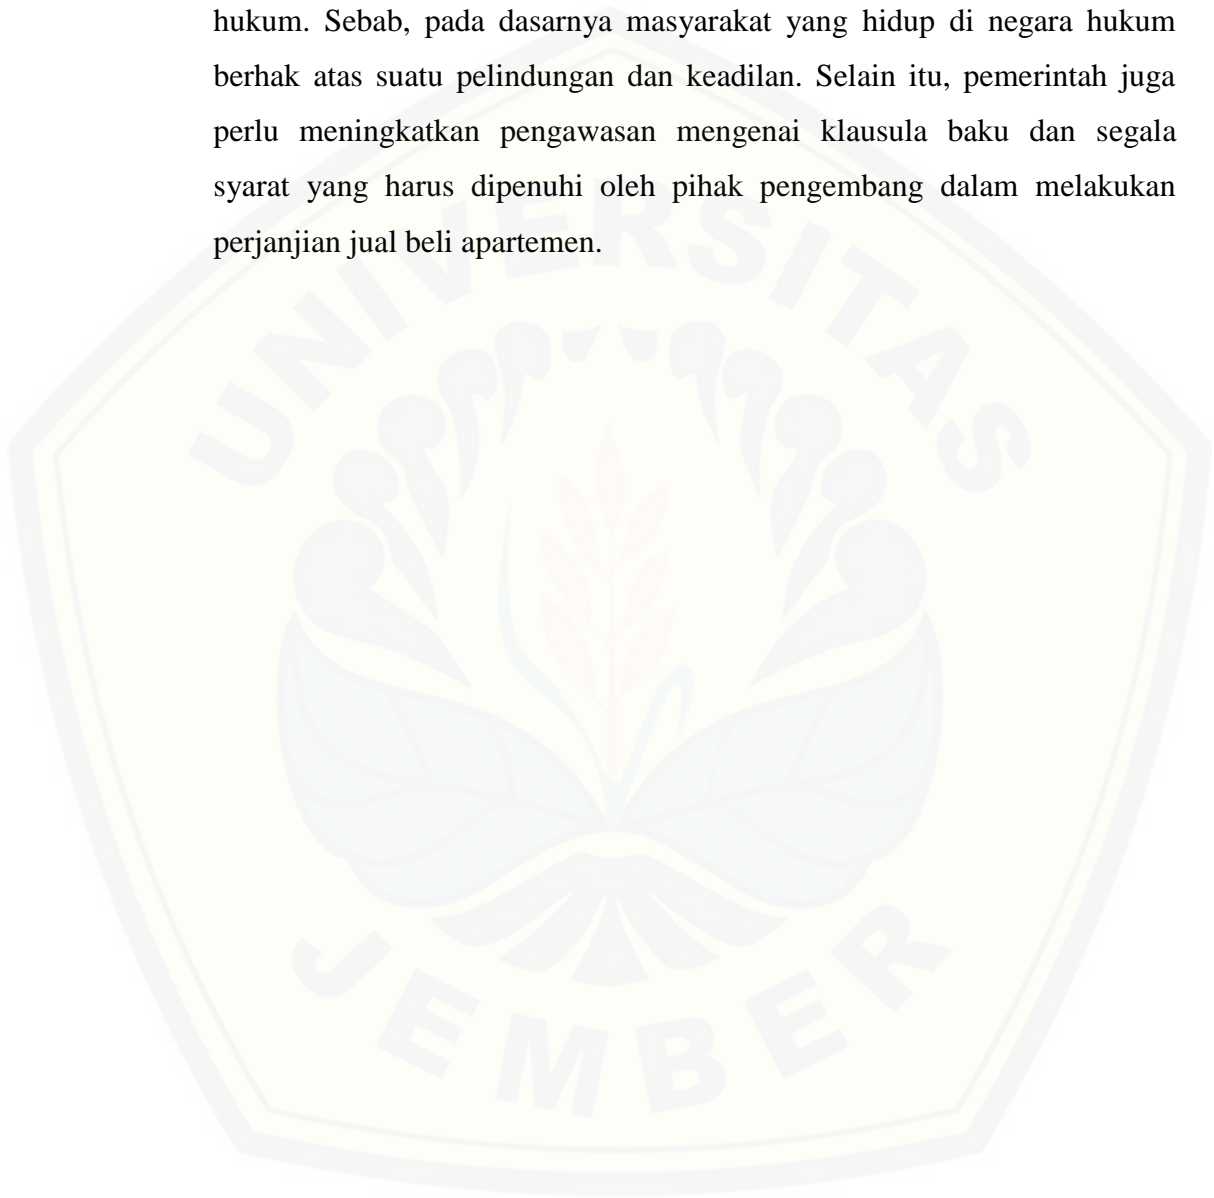 hukum. Sebab, pada dasarnya masyarakat yang hidup di negara hukum
berhak atas suatu pelindungan dan keadilan. Selain itu, pemerintah juga
perlu meningkatkan pengawasan mengenai klausula baku dan segala
syarat yang harus dipenuhi oleh pihak pengembang dalam melakukan
perjanjian jual beli apartemen.
UNIVERSITAS
JEMBER